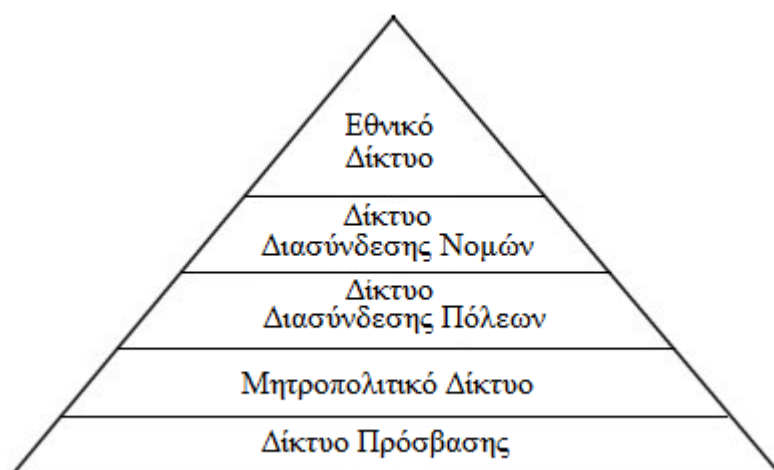 Εθνικό
Δίκτυο
Δίκτυο
Διασύνδεσης Νομών
Δίκτυο
Διασύνδεσης Πόλεων
Μητροπολιτικό Δίκτυο
Δίκτυο Πρόσβασης